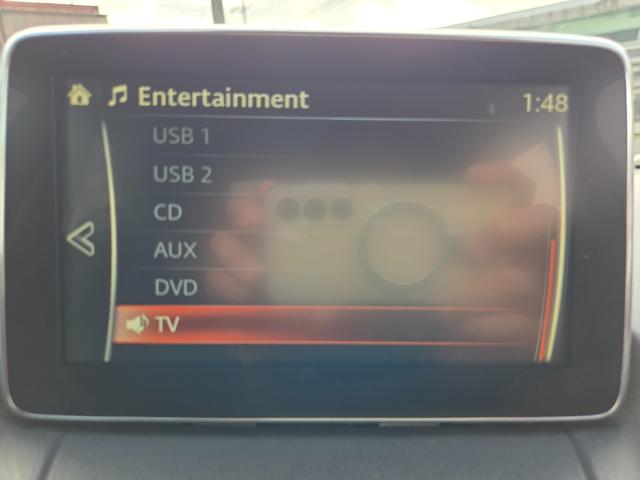 Entertainment 1:48
USB 1
USB 2
CD
AUX
DVD
TV